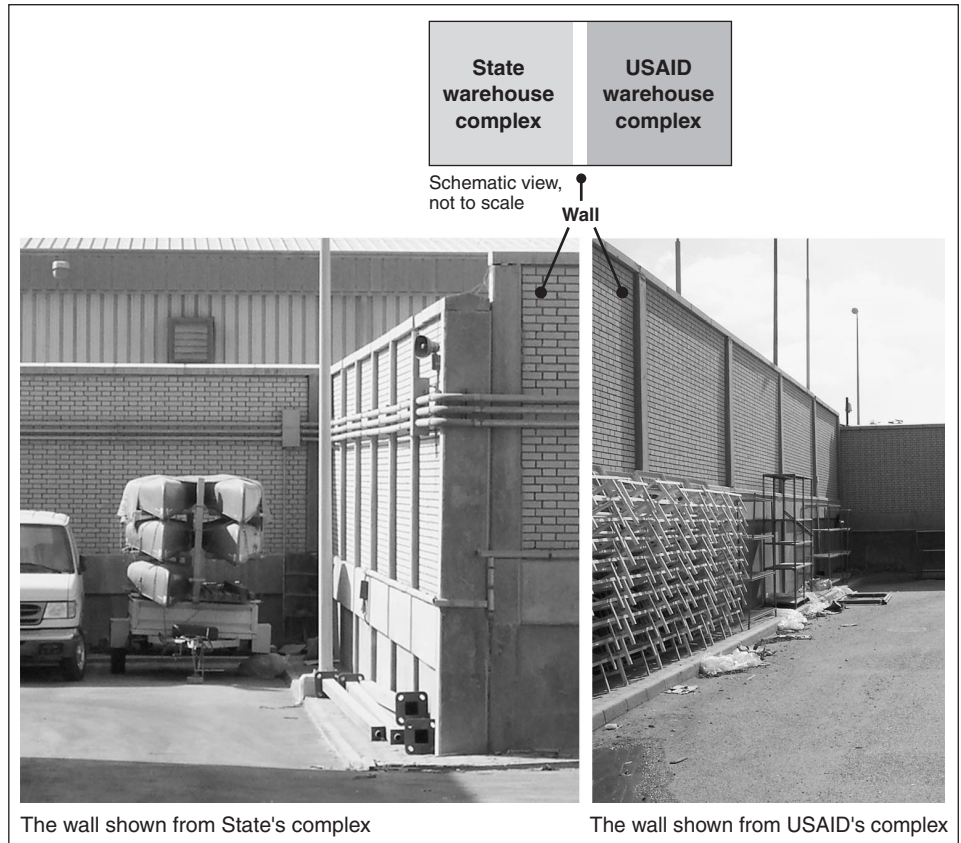 State
warehouse
complex
USAID
warehouse
complex
Schematic view,
not to scale
Wall
The wall shown from State's complex
The wall shown from USAID's complex